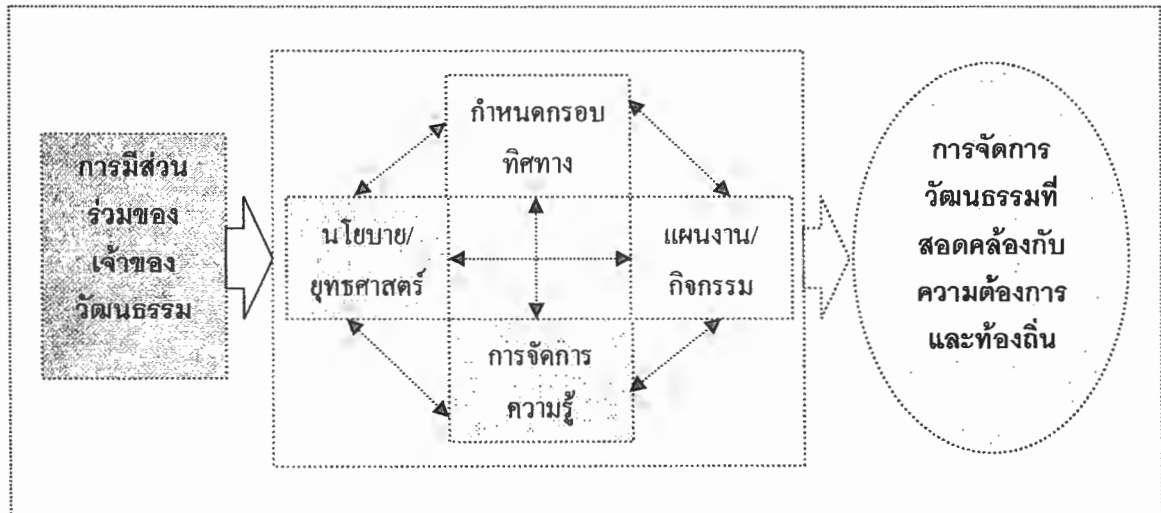 การมีส่วน
ร่วมของ
เจ้าของ
วัฒนธรรม
กำหนดกรอบ
ทิศทาง
นโยบาย/
ยุทธศาสตร์
แผนงาน/
กิจกรรม
การจัดการ
ความรู้
การจัดการ
วัฒนธรรมที่
สอดคล้องกับ
ความต้องการ
และท้องถิ่น